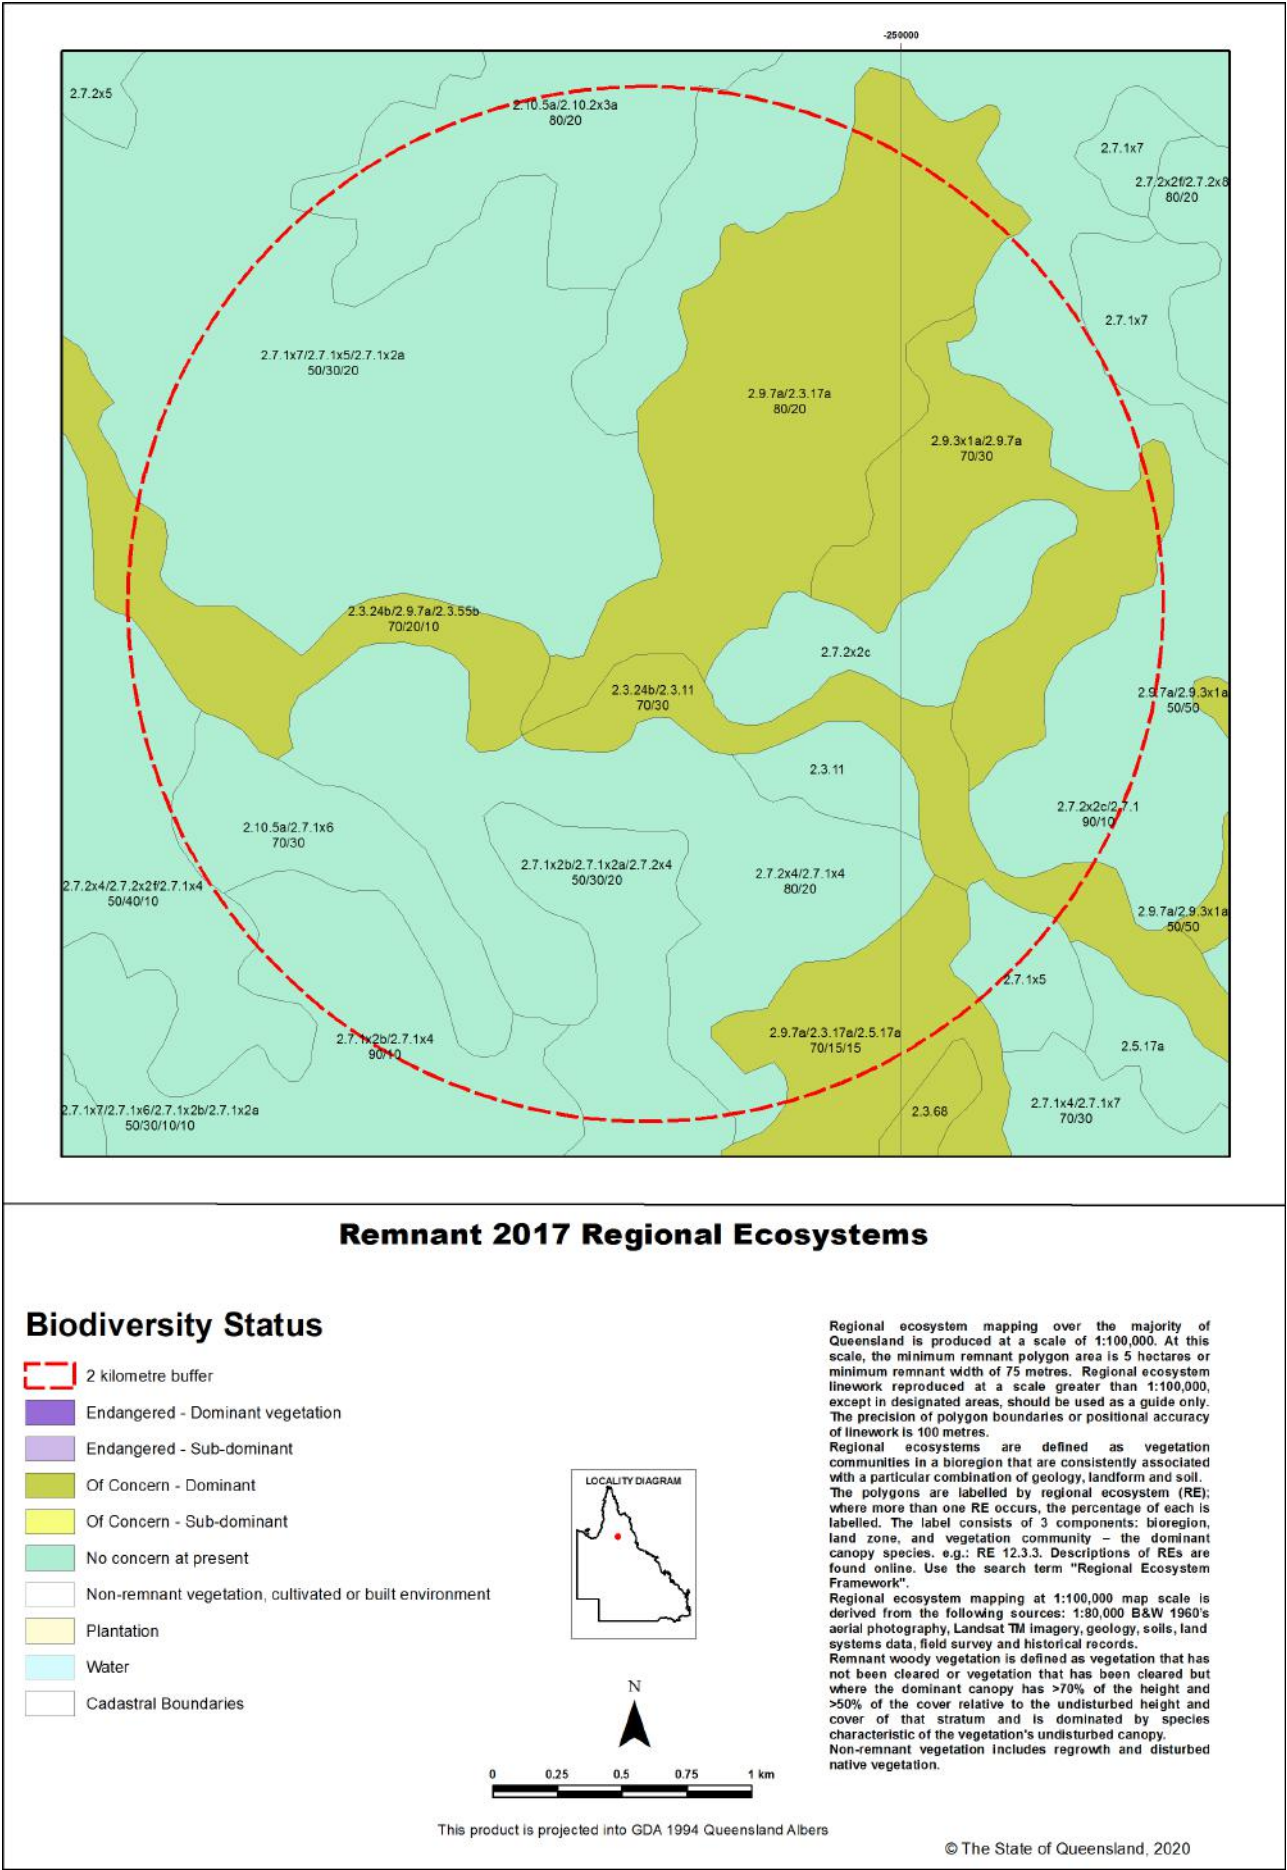 -250000
2.7.2x5
2.10.5a/2.10.2x3a
80/20
2.7.1x7
2.7.2x2f/2.7.2x8
80/20
2.7.1x7
2.7.1x7/2.7.1x5/2.7.1x2a
50/30/20
2.9.7a/2.3.17a
80/20
2.9.3x1a/2.9.7a
70/30
2.3.24b/2.9.7a/2.3.55b
70/20/10
2.7.2x2c
2.3.24b/2.3.11
70/30
2.9.7a/2.9.3x1a
50/50
2.3.11
2.7.2x2c/2.7.1
90/10
2.10.5a/2.7.1x6
70/30
2.7.1x2b/2.7.1x2a/2.7.2x4
50/30/20
2.7.2x4/2.7.1x4
80/20
2.7.2x4/2.7.2x2f/2.7.1x4
50/40/10
2.9.7a/2.9.3x1a
50/50
2.7.1x5
2.7.1x2b/2.7.1x4
90/10
2.9.7a/2.3.17a/2.5.17a
70/15/15
2.5.17a
2.7.1x7/2.7.1x6/2.7.1x2b/2.7.1x2a
50/30/10/10
2.3.68
2.7.1x4/2.7.1x7
70/30
Remnant 2017 Regional Ecosystems
Biodiversity Status
2 kilometre buffer
Endangered - Dominant vegetation
Endangered - Sub-dominant
Of Concern - Dominant
Of Concern - Sub-dominant
No concern at present
Non-remnant vegetation, cultivated or built environment
Plantation
Water
Cadastral Boundaries
LOCALITY DIAGRAM
N
0 0.25 0.5 0.75 1 km
This product is projected into GDA 1994 Queensland Albers
Regional ecosystem mapping over the majority of
Queensland is produced at a scale of 1:100,000. At this
scale, the minimum remnant polygon area is 5 hectares or
minimum remnant width of 75 metres. Regional ecosystem
linework reproduced at a scale greater than 1:100,000,
except in designated areas, should be used as a guide only.
The precision of polygon boundaries or positional accuracy
of linework is 100 metres.
Regional ecosystems are defined as vegetation
communities in a bioregion that are consistently associated
with a particular combination of geology, landform and soil.
The polygons are labelled by regional ecosystem (RE);
where more than one RE occurs, the percentage of each is
labelled. The label consists of 3 components: bioregion,
land zone, and vegetation community – the dominant
canopy species. e.g.: RE 12.3.3. Descriptions of REs are
found online. Use the search term "Regional Ecosystem
Framework".
Regional ecosystem mapping at 1:100,000 map scale is
derived from the following sources: 1:80,000 B&W 1960's
aerial photography, Landsat TM imagery, geology, soils, land
systems data, field survey and historical records.
Remnant woody vegetation is defined as vegetation that has
not been cleared or vegetation that has been cleared but
where the dominant canopy has >70% of the height and
>50% of the cover relative to the undisturbed height and
cover of that stratum and is dominated by species
characteristic of the vegetation's undisturbed canopy.
Non-remnant vegetation includes regrowth and disturbed
native vegetation.
© The State of Queensland, 2020